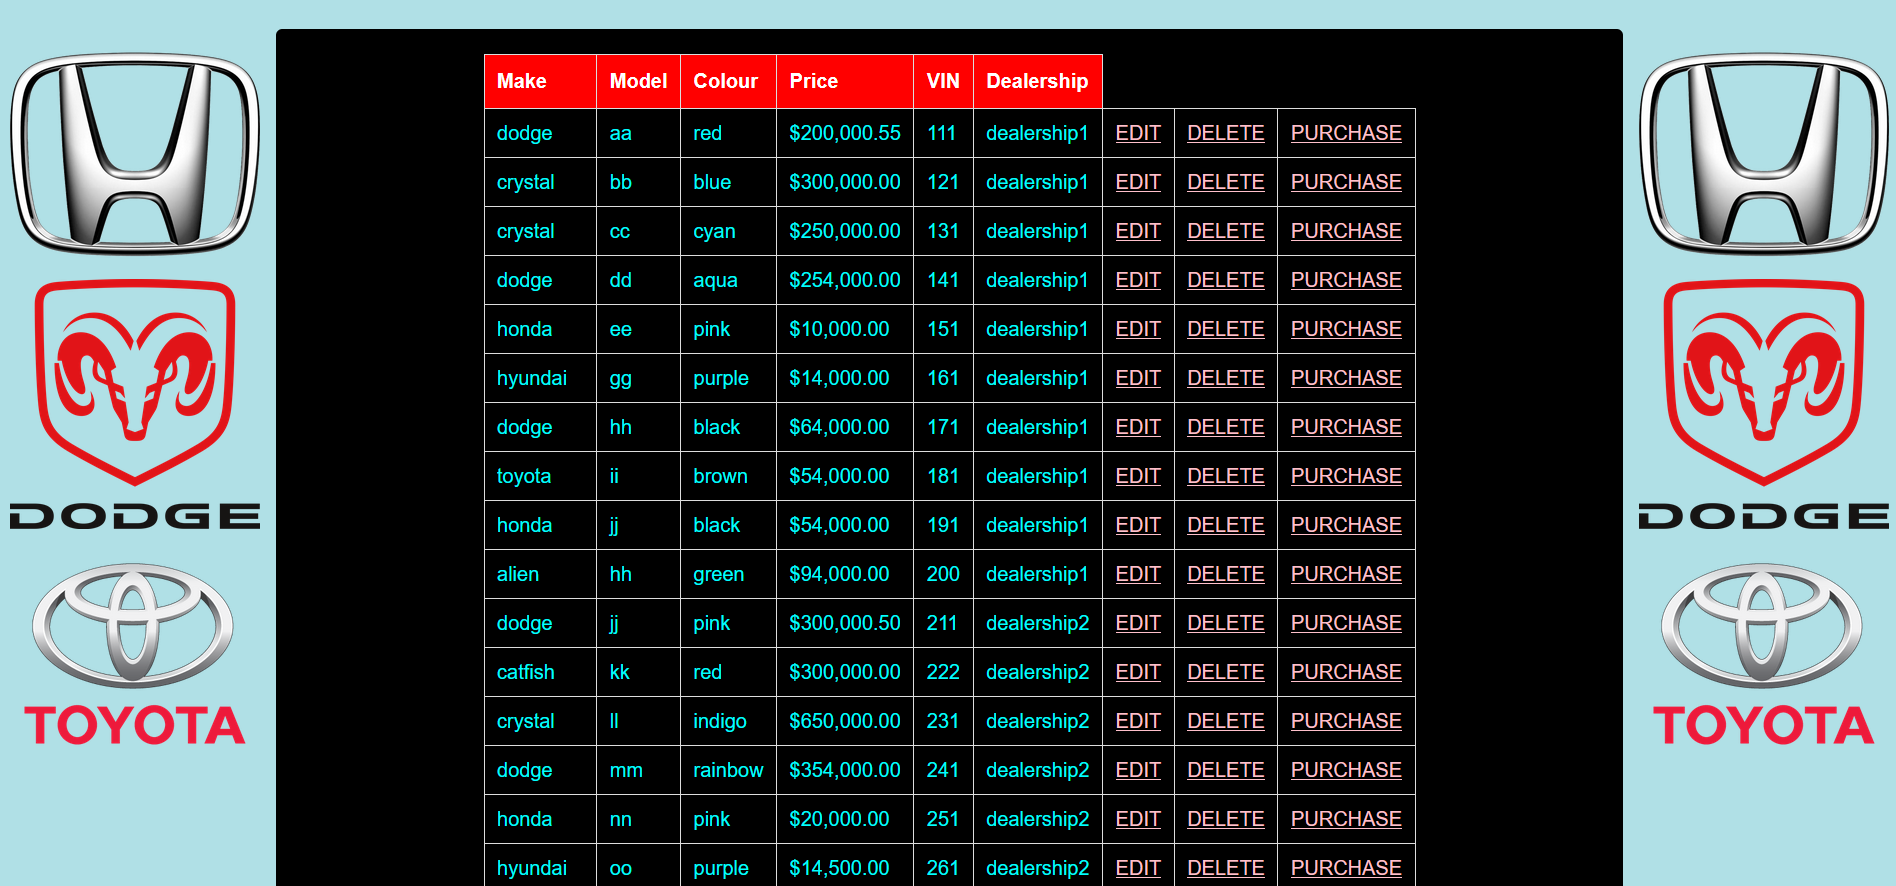 Make Model Colour Price VIN Dealership
dodge aa red $200,000.55 111 dealership1 EDIT DELETE PURCHASE
crystal bb blue $300,000.00 121 dealership1 EDIT DELETE PURCHASE
crystal cc cyan $250,000.00 131 dealership1 EDIT DELETE PURCHASE
dodge dd aqua $254,000.00 141 dealership1 EDIT DELETE PURCHASE
honda ee pink $10,000.00 151 dealership1 EDIT DELETE PURCHASE
hyundai gg purple $14,000.00 161 dealership1 EDIT DELETE PURCHASE
dodge hh black $64,000.00 171 dealership1 EDIT DELETE PURCHASE
toyota ii brown $54,000.00 181 dealership1 EDIT DELETE PURCHASE
honda jj black $54,000.00 191 dealership1 EDIT DELETE PURCHASE
alien hh green $94,000.00 200 dealership1 EDIT DELETE PURCHASE
dodge jj pink $300,000.50 211 dealership2 EDIT DELETE PURCHASE
catfish kk red $300,000.00 222 dealership2 EDIT DELETE PURCHASE
crystal ll indigo $650,000.00 231 dealership2 EDIT DELETE PURCHASE
dodge mm rainbow $354,000.00 241 dealership2 EDIT DELETE PURCHASE
honda nn pink $20,000.00 251 dealership2 EDIT DELETE PURCHASE
hyundai oo purple $14,500.00 261 dealership2 EDIT DELETE PURCHASE
DODGE
TOYOTA
DODGE
TOYOTA